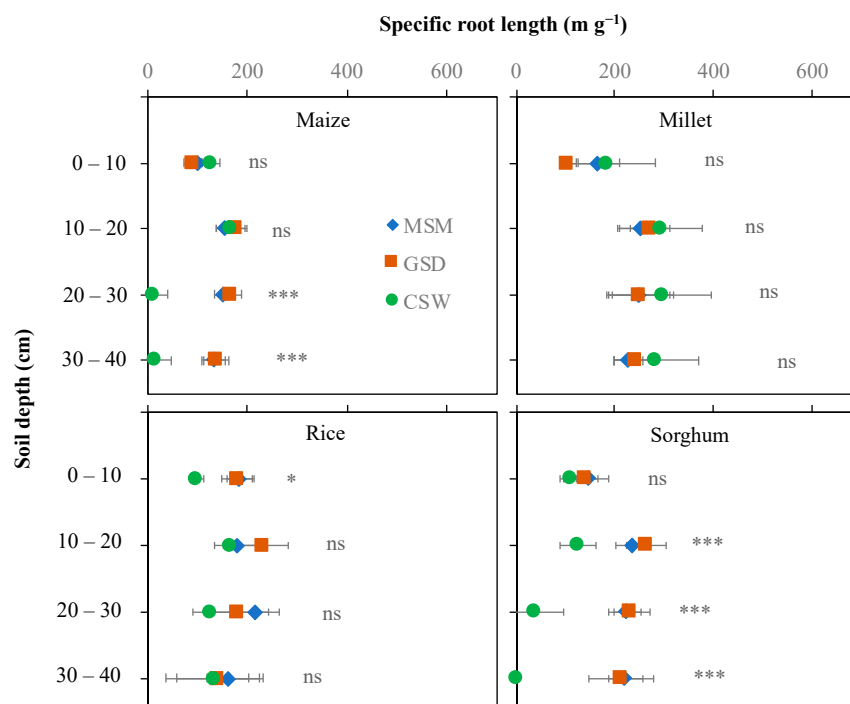 Specific root length (m g⁻¹)
0 200 400 600 0 200 400 600
Maize Millet
0 – 10 ns ns
10 – 20 ns ns
MSM
GSD
CSW
20 – 30 *** ns
30 – 40 *** ns
Soil depth (cm)
Rice Sorghum
0 – 10 * ns
10 – 20 ns ***
20 – 30 ns ***
30 – 40 ns ***